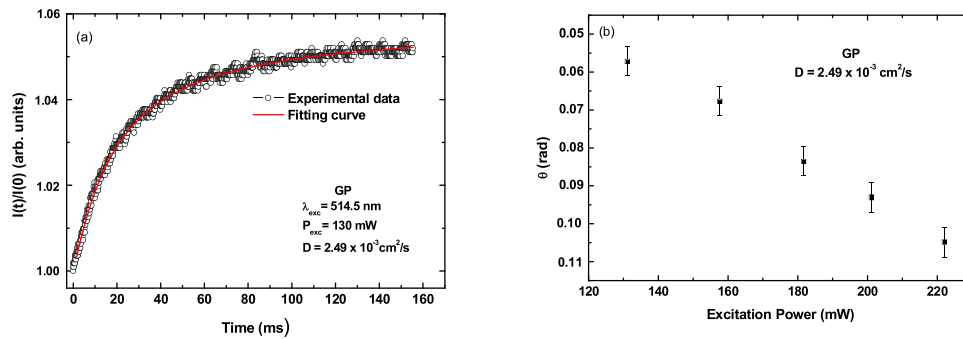 (a)
1.06
1.04
1.02
1.00
I(t)/I(0) (arb. units)
Experimental data
Fitting curve
GP
λexc = 514.5 nm
Pexc = 130 mW
D = 2.49 x 10⁻³ cm²/s
0 20 40 60 80 100 120 140 160
Time (ms)
(b)
0.05
0.06
0.07
0.08
0.09
0.10
0.11
θ (rad)
GP
D = 2.49 x 10⁻³ cm²/s
120 140 160 180 200 220
Excitation Power (mW)